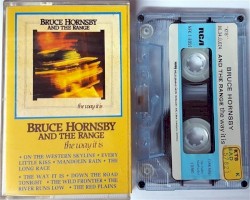 BRUCE HORNSBY
AND THE RANGE
the way it is
BRUCE HORNSBY
AND THE RANGE
the way it is
• ON THE WESTERN SKYLINE • EVERY
LITTLE KISS • MANDOLIN RAIN • THE
LONG RACE
• THE WAY IT IS • DOWN THE ROAD
TONIGHT • THE WILD FRONTIER • THE
RIVER RUNS LOW • THE RED PLAINS
RCA
BRUCE HORNSBY
AND THE RANGE the way it is